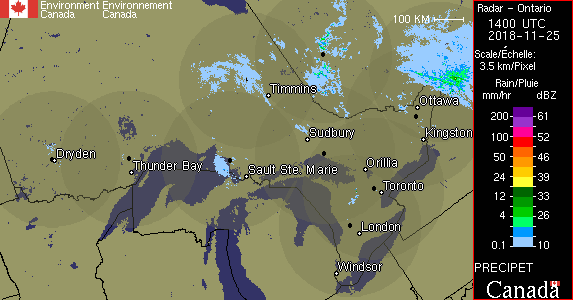 Environment Environnement
Canada Canada
100 KM
Timmins
Ottawa
Sudbury
Kingston
Dryden
Thunder Bay
Sault Ste. Marie
Orillia
Toronto
London
Windsor
Radar - Ontario
1400 UTC
2018-11-25
Scale/Échelle:
3.5 km/Pixel
Rain/Pluie
mm/hr dBZ
200 61
100 52
50 46
24 39
12 33
4 26
0.1 10
PRECIPET
Canada